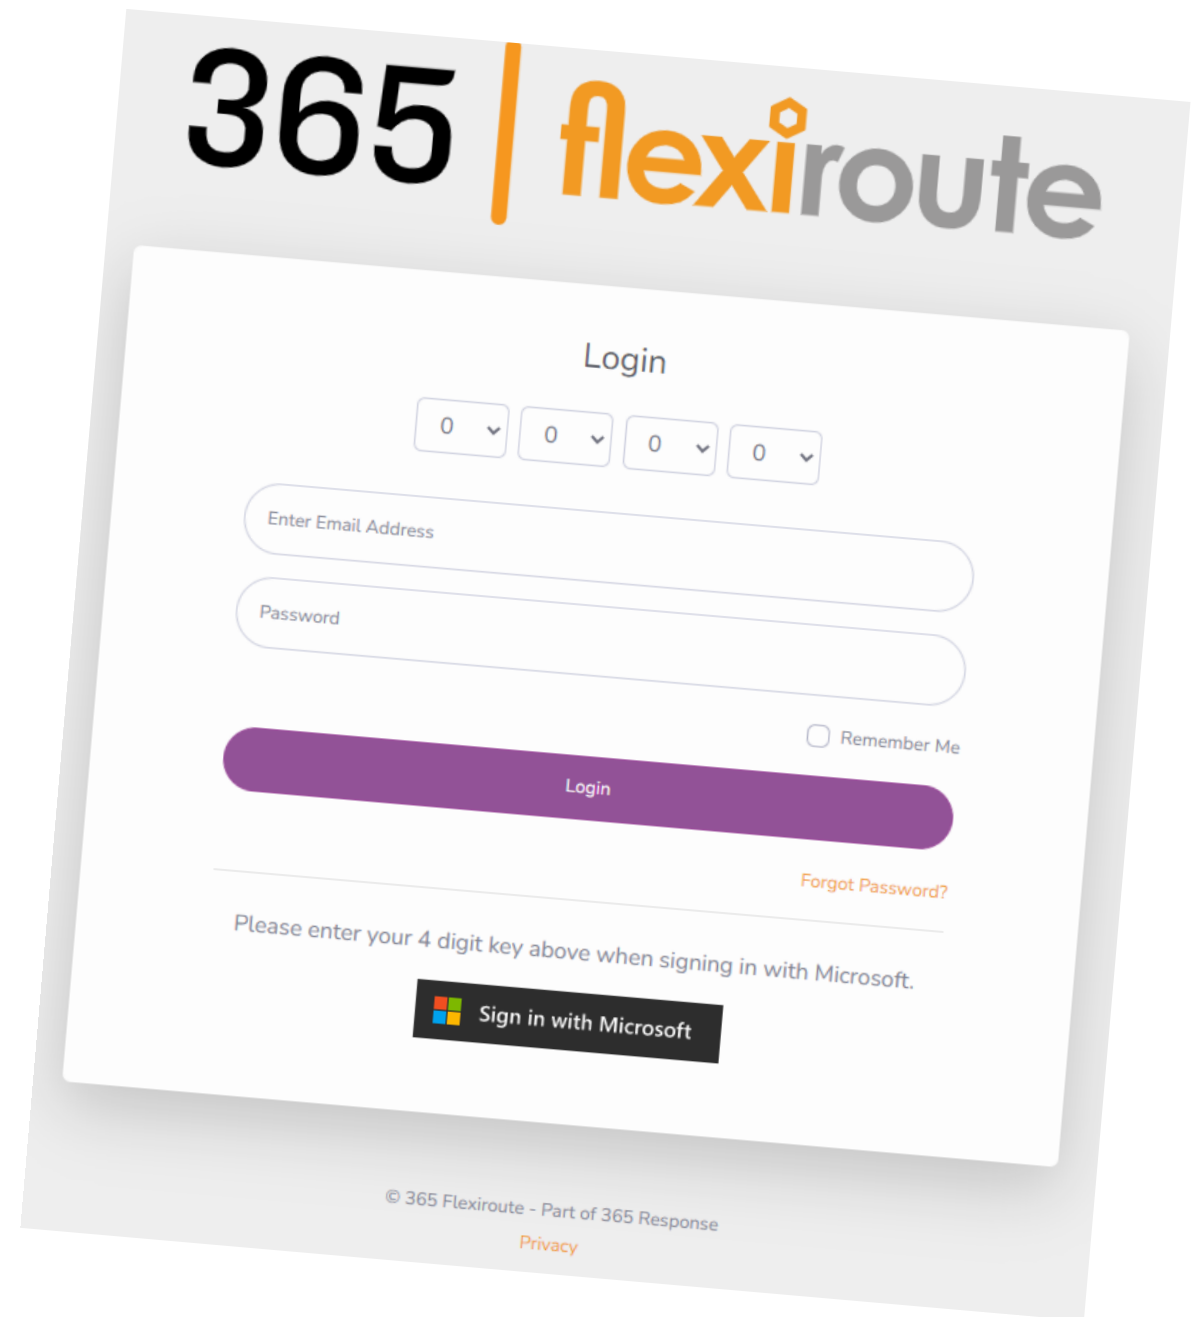 365 | flexiroute
Login
0 0 0 0
Enter Email Address
Password
Remember Me
Login
Forgot Password?
Please enter your 4 digit key above when signing in with Microsoft.
Sign in with Microsoft
© 365 Flexiroute - Part of 365 Response
Privacy